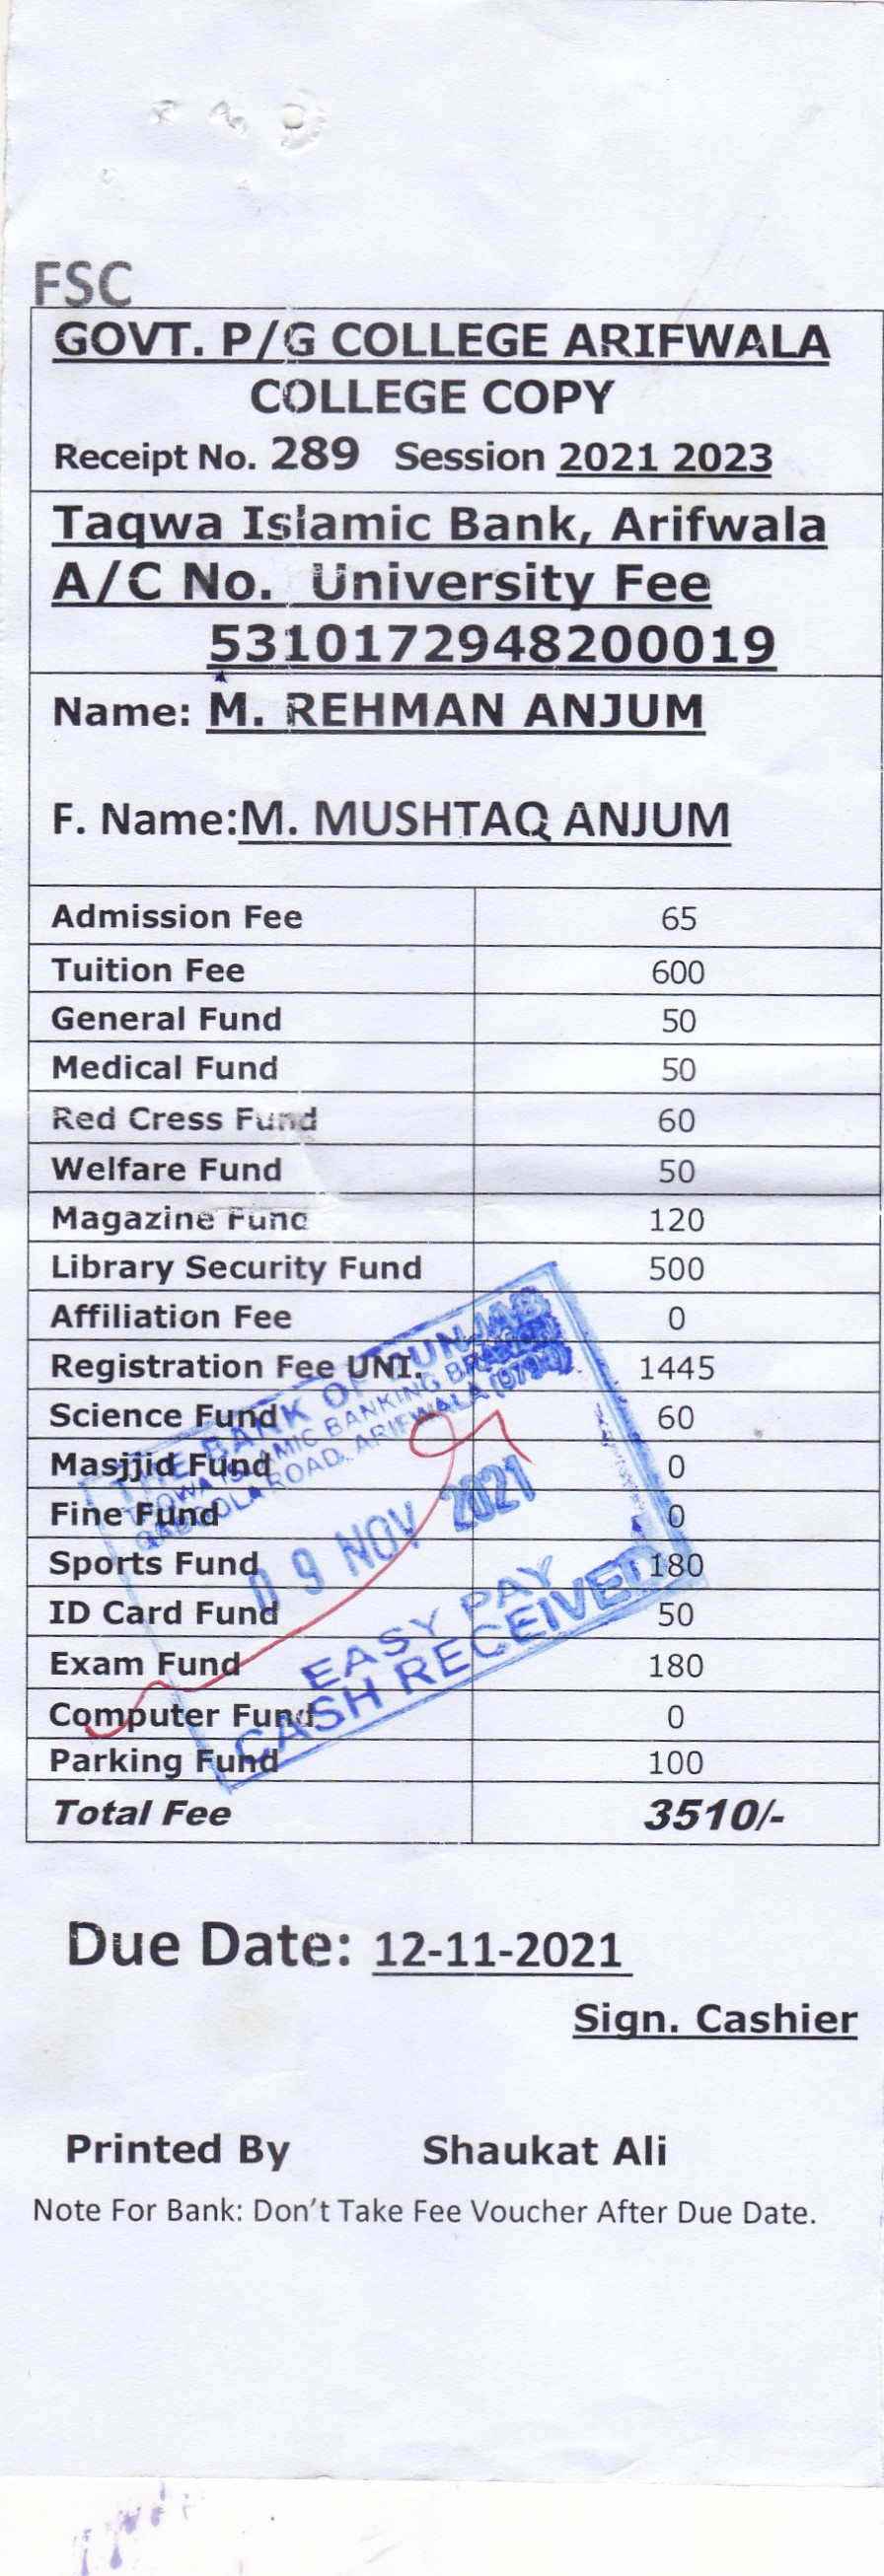 FSC
GOVT. P/G COLLEGE ARIFWALA
COLLEGE COPY
Receipt No. 289 Session 2021 2023
Taqwa Islamic Bank, Arifwala
A/C No. University Fee
5310172948200019
Name: M. REHMAN ANJUM
F. Name:M. MUSHTAQ ANJUM
Admission Fee 65
Tuition Fee 600
General Fund 50
Medical Fund 50
Red Cress Fund 60
Welfare Fund 50
Magazine Fund 120
Library Security Fund 500
Affiliation Fee 0
Registration Fee UNI. 1445
Science Fund 60
Masjjid Fund 0
Fine Fund 0
Sports Fund 180
ID Card Fund 50
Exam Fund 180
Computer Fund 0
Parking Fund 100
Total Fee 3510/-
THE BANK OF PUNJAB
TAQWA ISLAMIC BANKING BRANCH
ROAD, ARIFWALA
09 NOV 2021
EASY PAY
CASH RECEIVED
Due Date: 12-11-2021
Sign. Cashier
Printed By Shaukat Ali
Note For Bank: Don't Take Fee Voucher After Due Date.